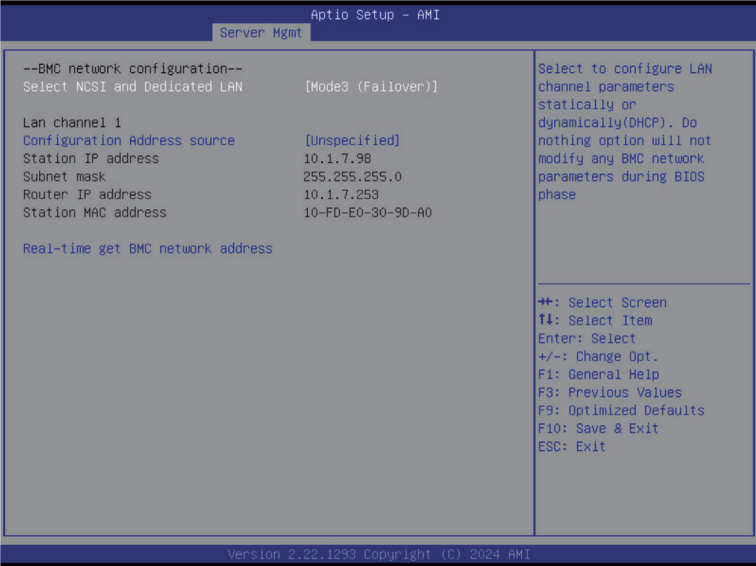 Aptio Setup – AMI
Server Mgmt
--BMC network configuration--
Select NCSI and Dedicated LAN [Mode3 (Failover)]
Lan channel 1
Configuration Address source [Unspecified]
Station IP address 10.1.7.98
Subnet mask 255.255.255.0
Router IP address 10.1.7.253
Station MAC address 10-FD-E0-30-9D-A0
Real-time get BMC network address
Select to configure LAN
channel parameters
statically or
dynamically(DHCP). Do
nothing option will not
modify any BMC network
parameters during BIOS
phase
→←: Select Screen
↑↓: Select Item
Enter: Select
+/-: Change Opt.
F1: General Help
F3: Previous Values
F9: Optimized Defaults
F10: Save & Exit
ESC: Exit
Version 2.22.1293 Copyright (C) 2024 AMI